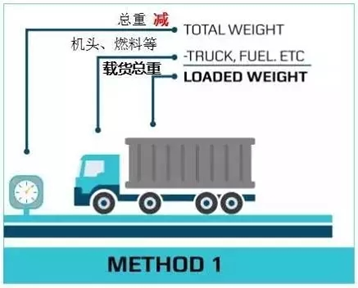 总重 减 TOTAL WEIGHT
机头、燃料等 -TRUCK, FUEL. ETC
载货总重 LOADED WEIGHT
METHOD 1